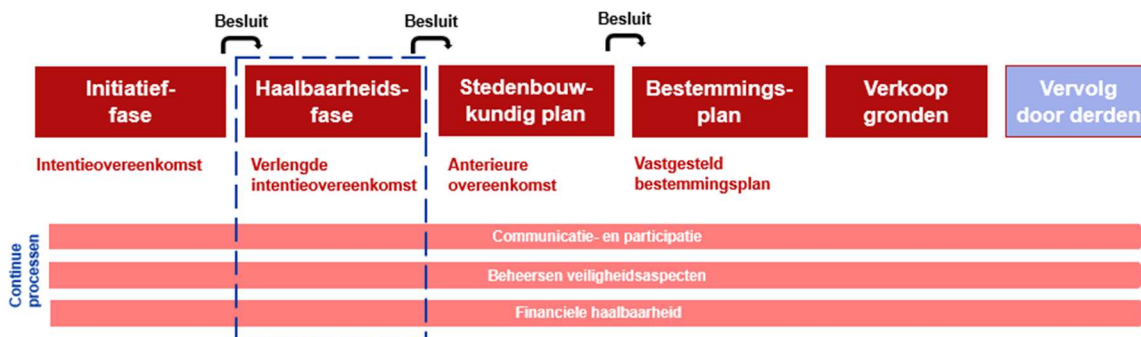 Besluit
Besluit
Besluit
Initiatief-
fase
Haalbaarheids-
fase
Stedenbouw-
kundig plan
Bestemmings-
plan
Verkoop
gronden
Vervolg
door derden
Intentieovereenkomst
Verlengde
intentieovereenkomst
Anterieure
overeenkomst
Vastgesteld
bestemmingsplan
Continue
processen
Communicatie- en participatie
Beheersen veiligheidsaspecten
Financiele haalbaarheid